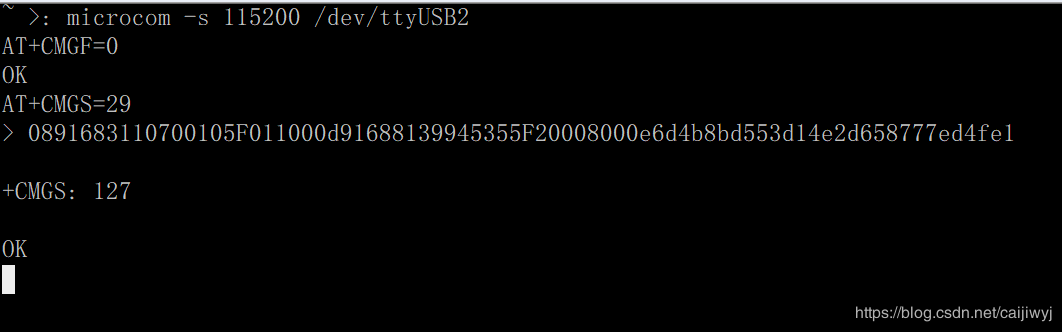 ~ >: microcom -s 115200 /dev/ttyUSB2
AT+CMGF=0
OK
AT+CMGS=29
> 0891683110700105F011000d91688139945355F20008000e6d4b8bd553d14e2d658777ed4fe1
+CMGS: 127
OK
https://blog.csdn.net/caijiwyj